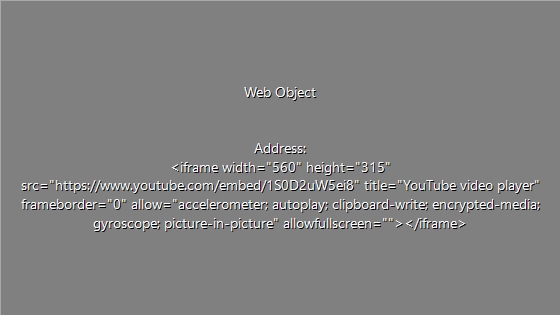 Web Object
Address:
<iframe width="560" height="315"
src="https://www.youtube.com/embed/1S0D2uW5ei8" title="YouTube video player"
frameborder="0" allow="accelerometer; autoplay; clipboard-write; encrypted-media;
gyroscope; picture-in-picture" allowfullscreen=""></iframe>